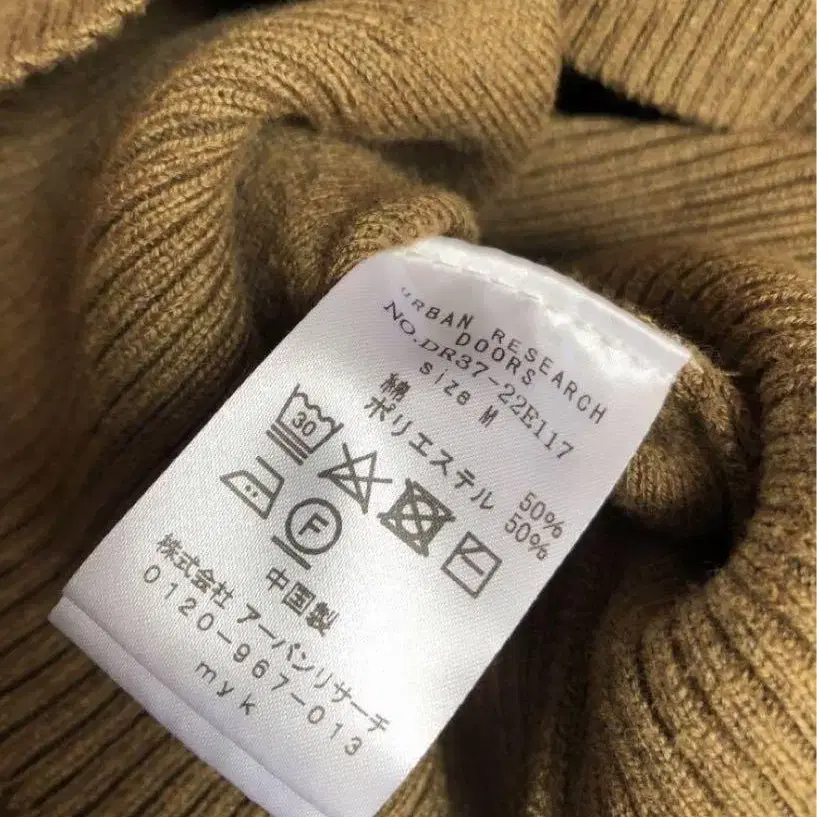 URBAN RESEARCH
DOORS
NO.DR37-22E117
size M
綿 50%
ポリエステル 50%
30
F
中国製
株式会社 アーバンリサーチ
0120-967-013
myk